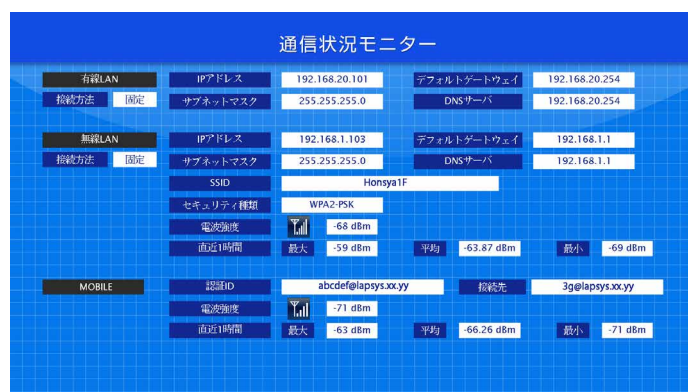 通信状況モニター
有線LAN IPアドレス 192.168.20.101 デフォルトゲートウェイ 192.168.20.254
接続方法 固定 サブネットマスク 255.255.255.0 DNSサーバ 192.168.20.254
無線LAN IPアドレス 192.168.1.103 デフォルトゲートウェイ 192.168.1.1
接続方法 固定 サブネットマスク 255.255.255.0 DNSサーバ 192.168.1.1
SSID Honsya1F
セキュリティ種類 WPA2-PSK
電波強度 -68 dBm
直近1時間 最大 -59 dBm 平均 -63.87 dBm 最小 -69 dBm
MOBILE 認証ID abcdef@lapsys.xx.yy 接続先 3g@lapsys.xx.yy
電波強度 -71 dBm
直近1時間 最大 -63 dBm 平均 -66.26 dBm 最小 -71 dBm